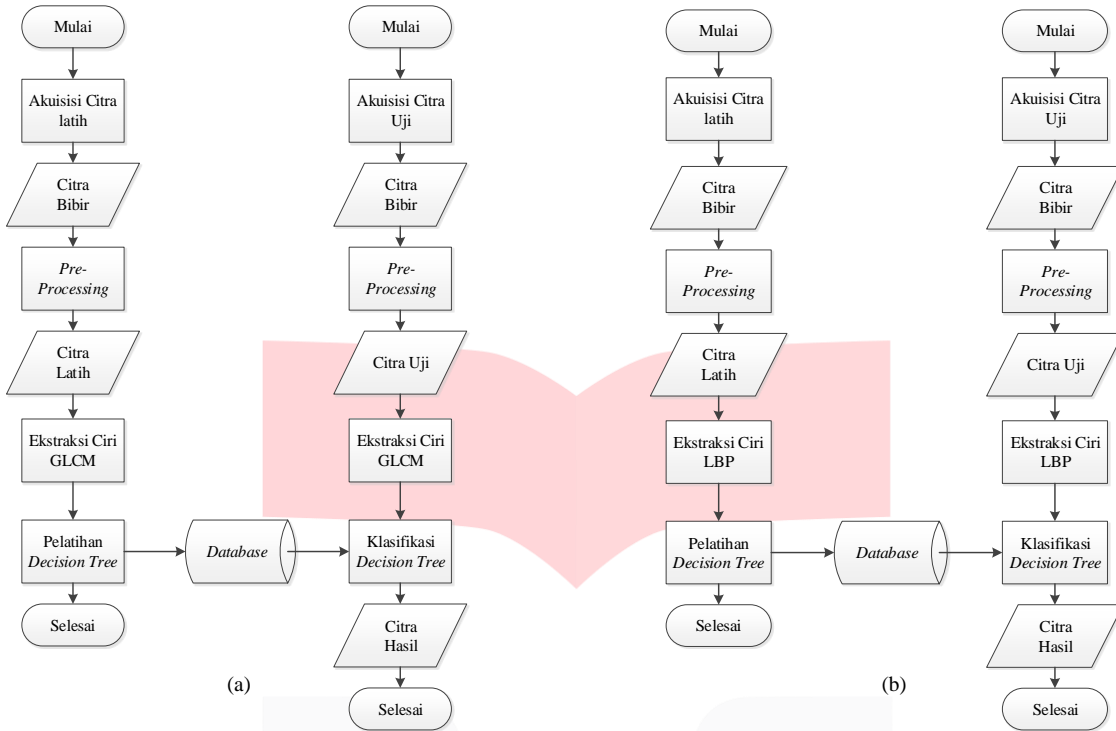 Mulai
Akuisisi Citra
latih
Citra
Bibir
Pre-
Processing
Citra
Latih
Ekstraksi Ciri
GLCM
Pelatihan
Decision Tree
Selesai
Database
Mulai
Akuisisi Citra
Uji
Citra
Bibir
Pre-
Processing
Citra Uji
Ekstraksi Ciri
GLCM
Klasifikasi
Decision Tree
Citra
Hasil
Selesai
(a)
Mulai
Akuisisi Citra
latih
Citra
Bibir
Pre-
Processing
Citra
Latih
Ekstraksi Ciri
LBP
Pelatihan
Decision Tree
Selesai
Database
Mulai
Akuisisi Citra
Uji
Citra
Bibir
Pre-
Processing
Citra Uji
Ekstraksi Ciri
LBP
Klasifikasi
Decision Tree
Citra
Hasil
Selesai
(b)